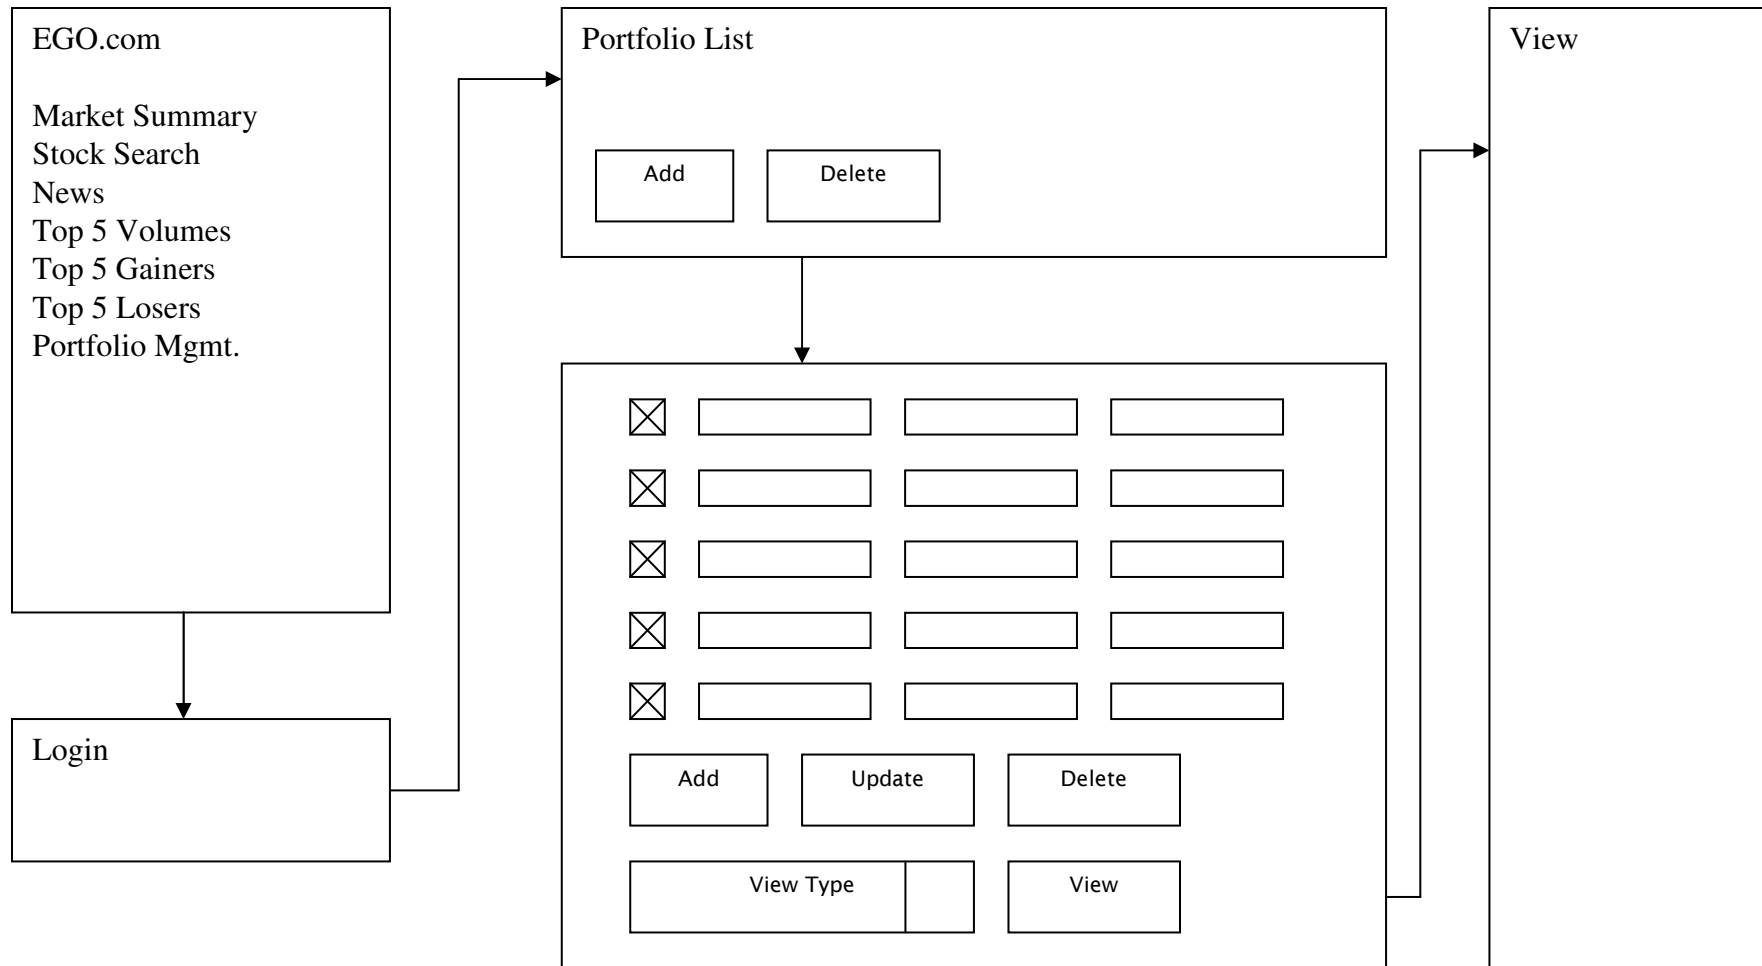 EGO.com
Market Summary
Stock Search
News
Top 5 Volumes
Top 5 Gainers
Top 5 Losers
Portfolio Mgmt.
Login
Portfolio List
Add
Delete
Add
Update
Delete
View Type
View
View